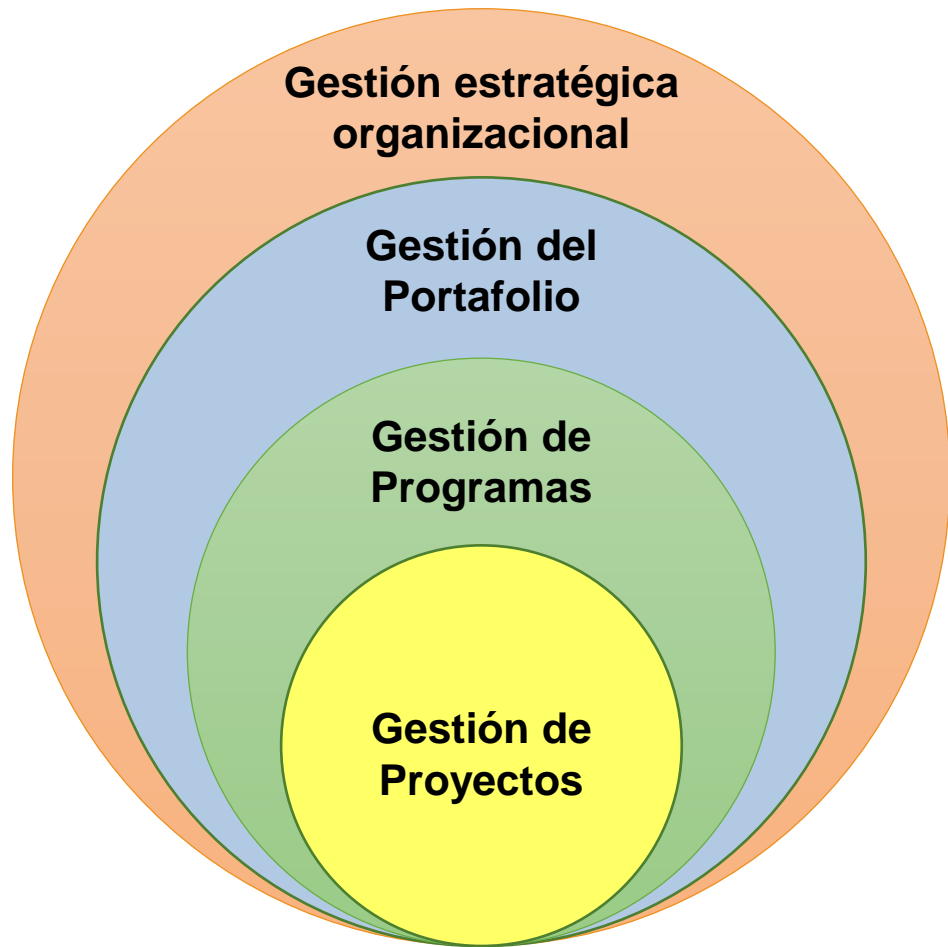 Gestión estratégica
organizacional
Gestión del
Portafolio
Gestión de
Programas
Gestión de
Proyectos